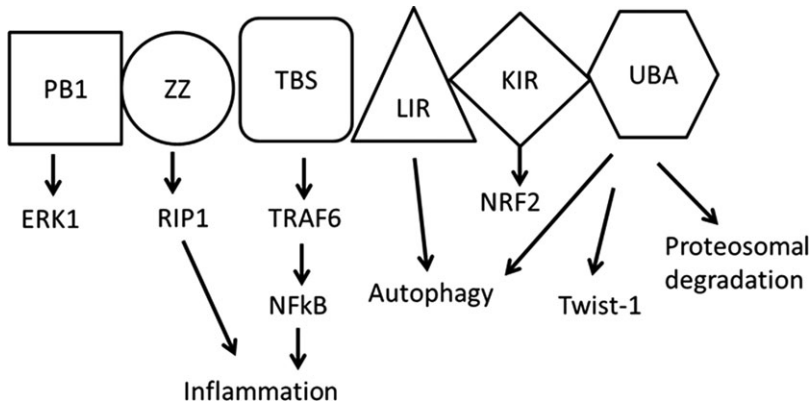 PB1
ZZ
TBS
LIR
KIR
UBA
ERK1
RIP1
TRAF6
NRF2
Proteosomal
degradation
NFkB
Autophagy
Twist-1
Inflammation